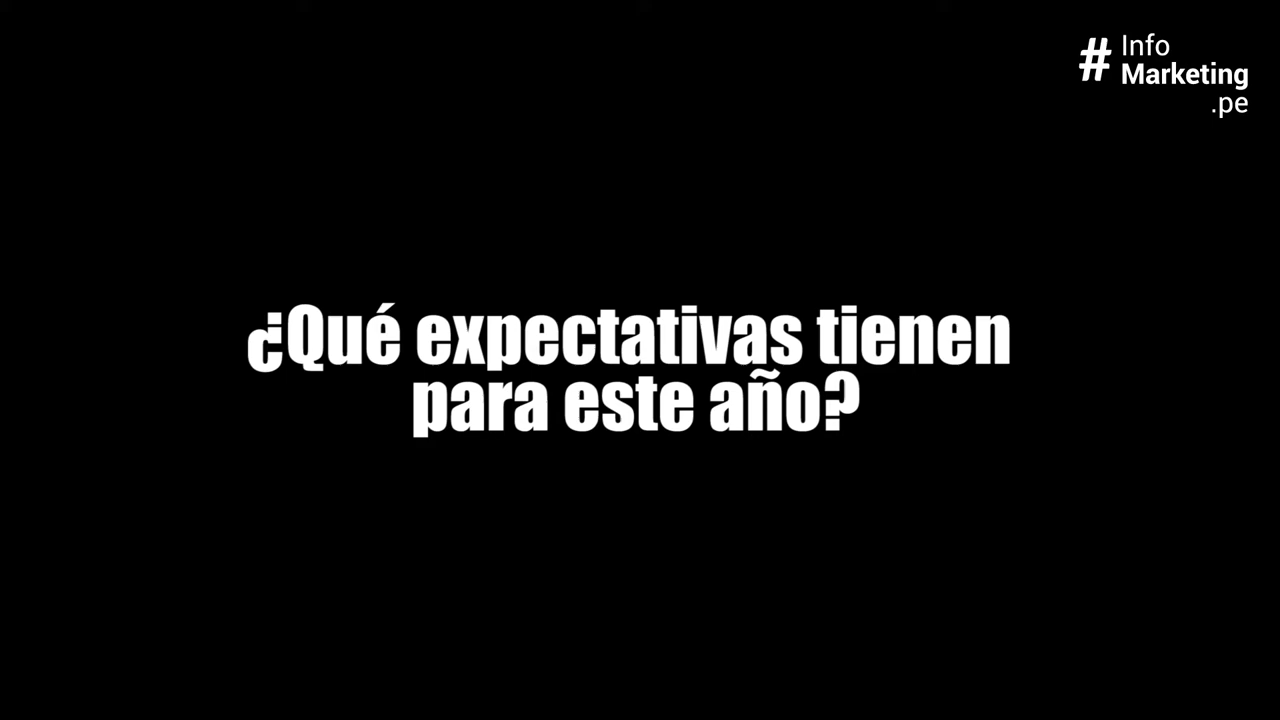 # Info
Marketing
.pe
¿Qué expectativas tienen
para este año?